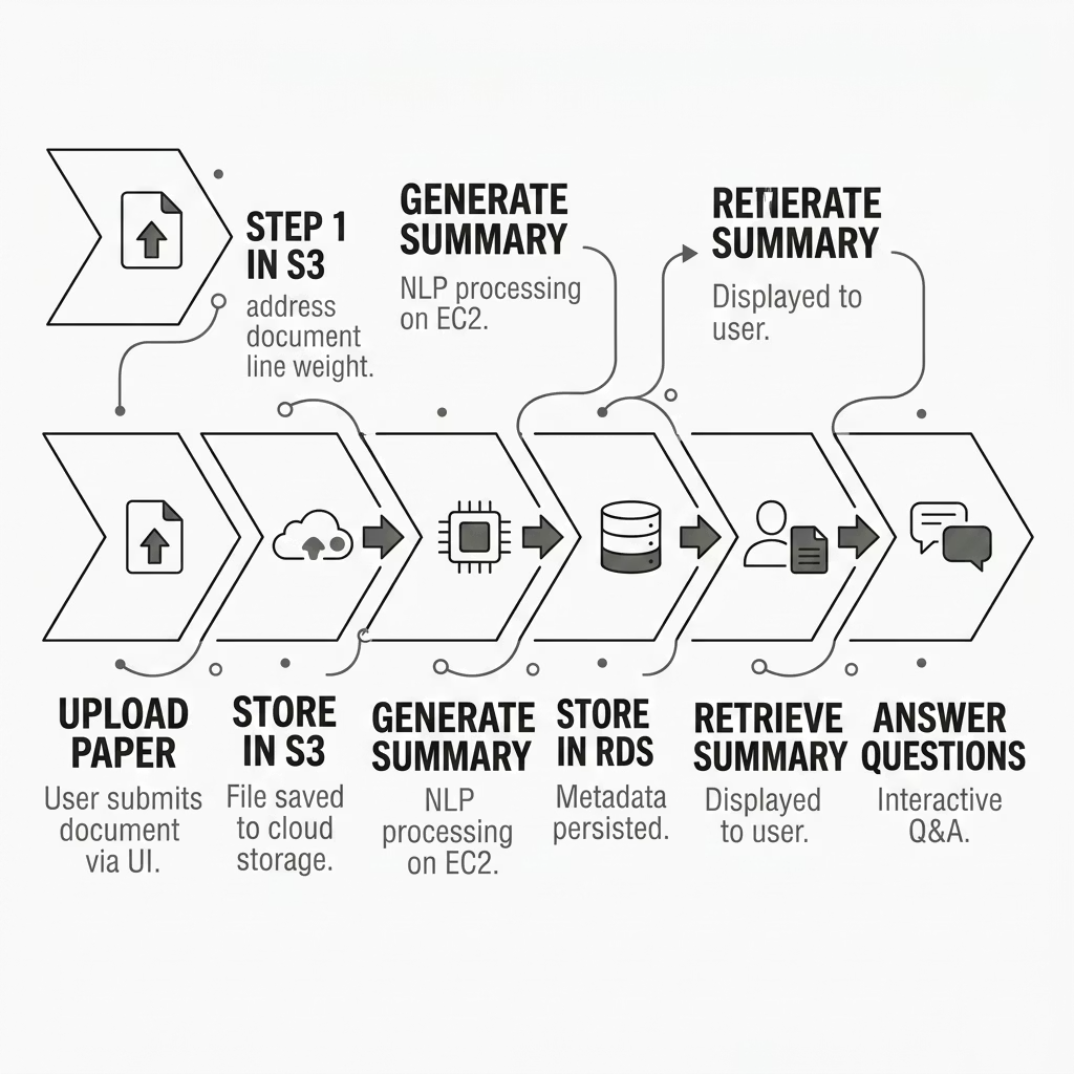 STEP 1
IN S3
address
document
line weight.
GENERATE
SUMMARY
NLP processing
on EC2.
SUMMARY
Displayed to
user.
UPLOAD
PAPER
User submits
document
via UI.
STORE
IN S3
File saved
to cloud
storage.
GENERATE
SUMMARY
NLP
processing
on EC2.
STORE
IN RDS
Metadata
persisted.
RETRIEVE
SUMMARY
Displayed
to user.
ANSWER
QUESTIONS
Interactive
Q&A.